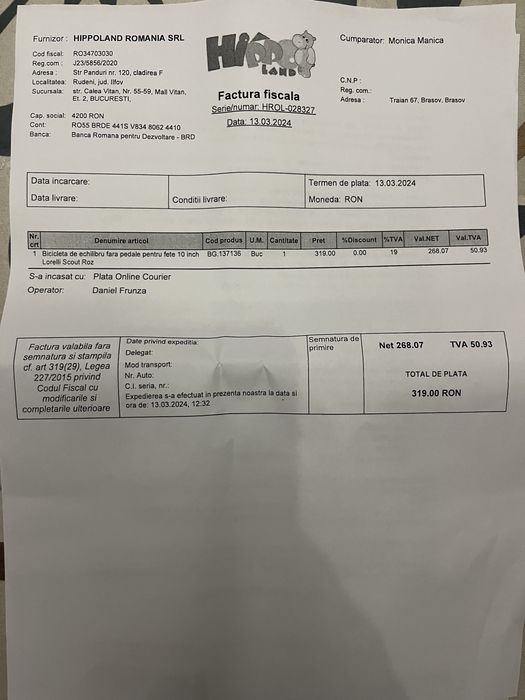 Furnizor : HIPPOLAND ROMANIA SRL
Cod fiscal: RO34703030
Reg.com : J23/5856/2020
Adresa : Str Panduri nr. 120, cladirea F
Localitatea: Rudeni, jud. Ilfov
Sucursala: str. Calea Vitan, Nr. 55-59, Mall Vitan,
Et. 2, BUCURESTI,
Cap. social: 4200 RON
Cont: RO55 BRDE 441S V834 8062 4410
Banca: Banca Romana pentru Dezvoltare - BRD
HIPPO
LAND
Factura fiscala
Serie/numar: HROL-028327
Data: 13.03.2024
Cumparator: Monica Manica
C.N.P :
Reg. com.:
Adresa : Traian 67, Brasov, Brasov
Data incarcare:
Data livrare:
Conditii livrare:
Termen de plata: 13.03.2024
Moneda: RON
Nr. crt Denumire articol Cod produs U.M. Cantitate Pret %Discount %TVA Val.NET Val.TVA
1 Bicicleta de echilibru fara pedale pentru fete 10 inch BG.137136 Buc 1 319.00 0.00 19 268.07 50.93
Lorelli Scout Roz
S-a incasat cu: Plata Online Courier
Operator: Daniel Frunza
Factura valabila fara
semnatura si stampila
cf. art 319(29), Legea
227/2015 privind
Codul Fiscal cu
modificarile si
completarile ulterioare
Date privind expeditia:
Delegat:
Mod transport:
Nr. Auto:
C.I. seria, nr.:
Expedierea s-a efectuat in prezenta noastra la data si
ora de: 13.03.2024, 12:32
Semnatura de
primire
Net 268.07 TVA 50.93
TOTAL DE PLATA
319.00 RON